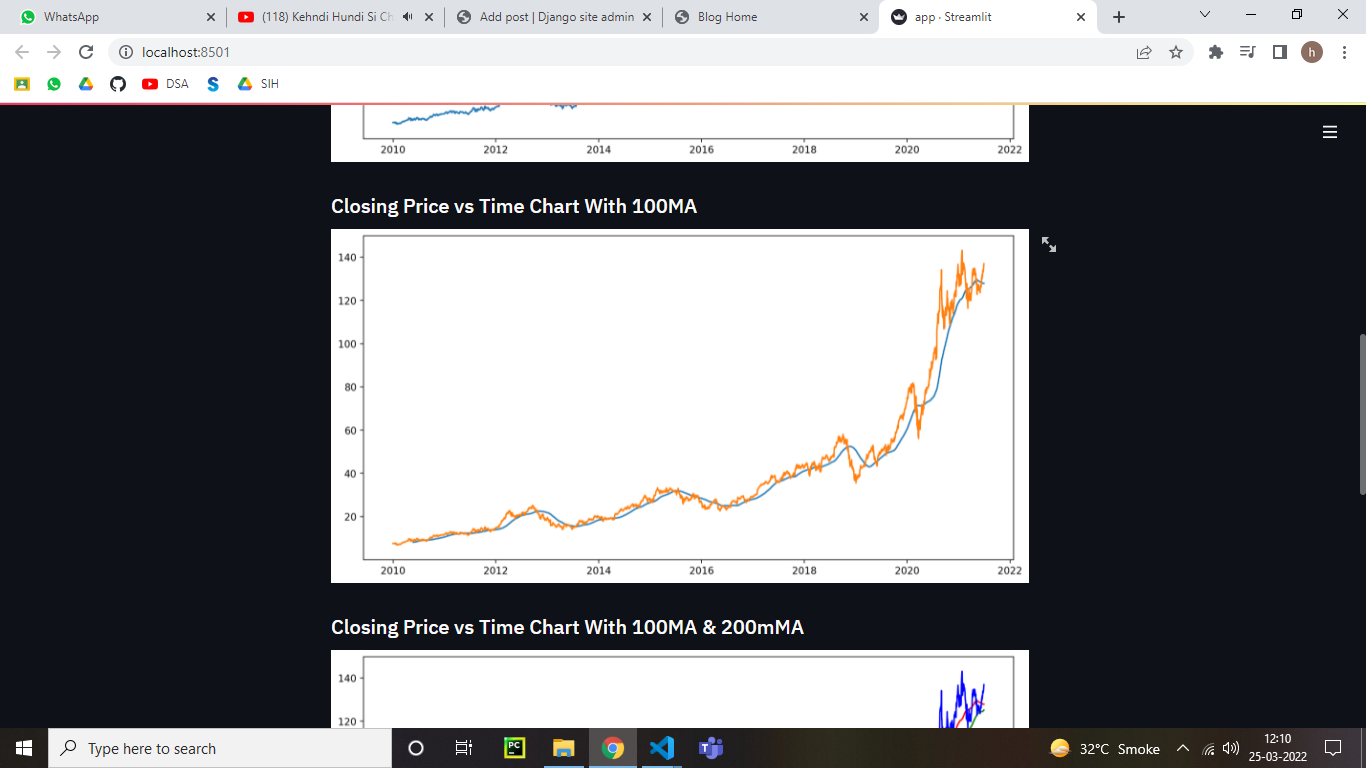 WhatsApp
(118) Kehndi Hundi Si Ch
Add post | Django site admin
Blog Home
app · Streamlit
localhost:8501
h
DSA
S
SIH
2010 2012 2014 2016 2018 2020 2022
Closing Price vs Time Chart With 100MA
140
120
100
80
60
40
20
2010 2012 2014 2016 2018 2020 2022
Closing Price vs Time Chart With 100MA & 200mMA
140
120
Type here to search
PC
32°C Smoke
12:10
25-03-2022